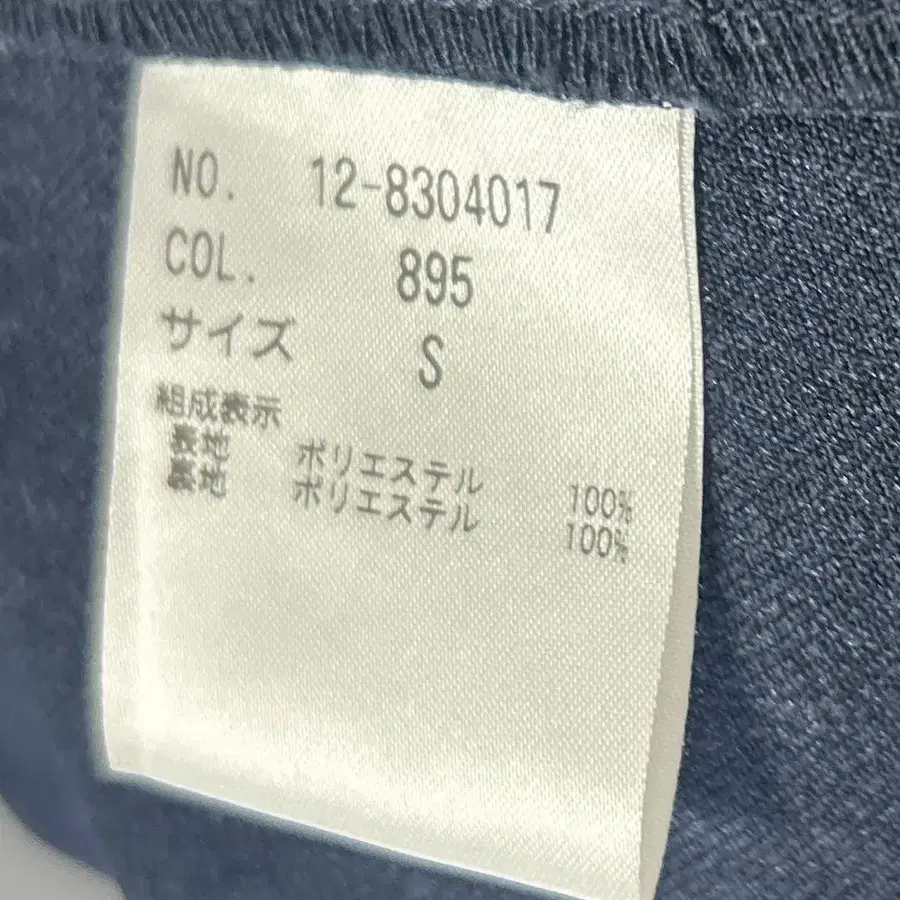 NO. 12-8304017
COL. 895
サイズ S
組成表示
表地 ポリエステル 100%
裏地 ポリエステル 100%